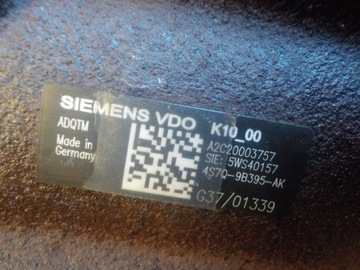 SIEMENS VDO K10_00
ADQTM
Made in
Germany
A2C20003757
SIE: 5WS40157
4S7Q-9B395-AK
G37/01339